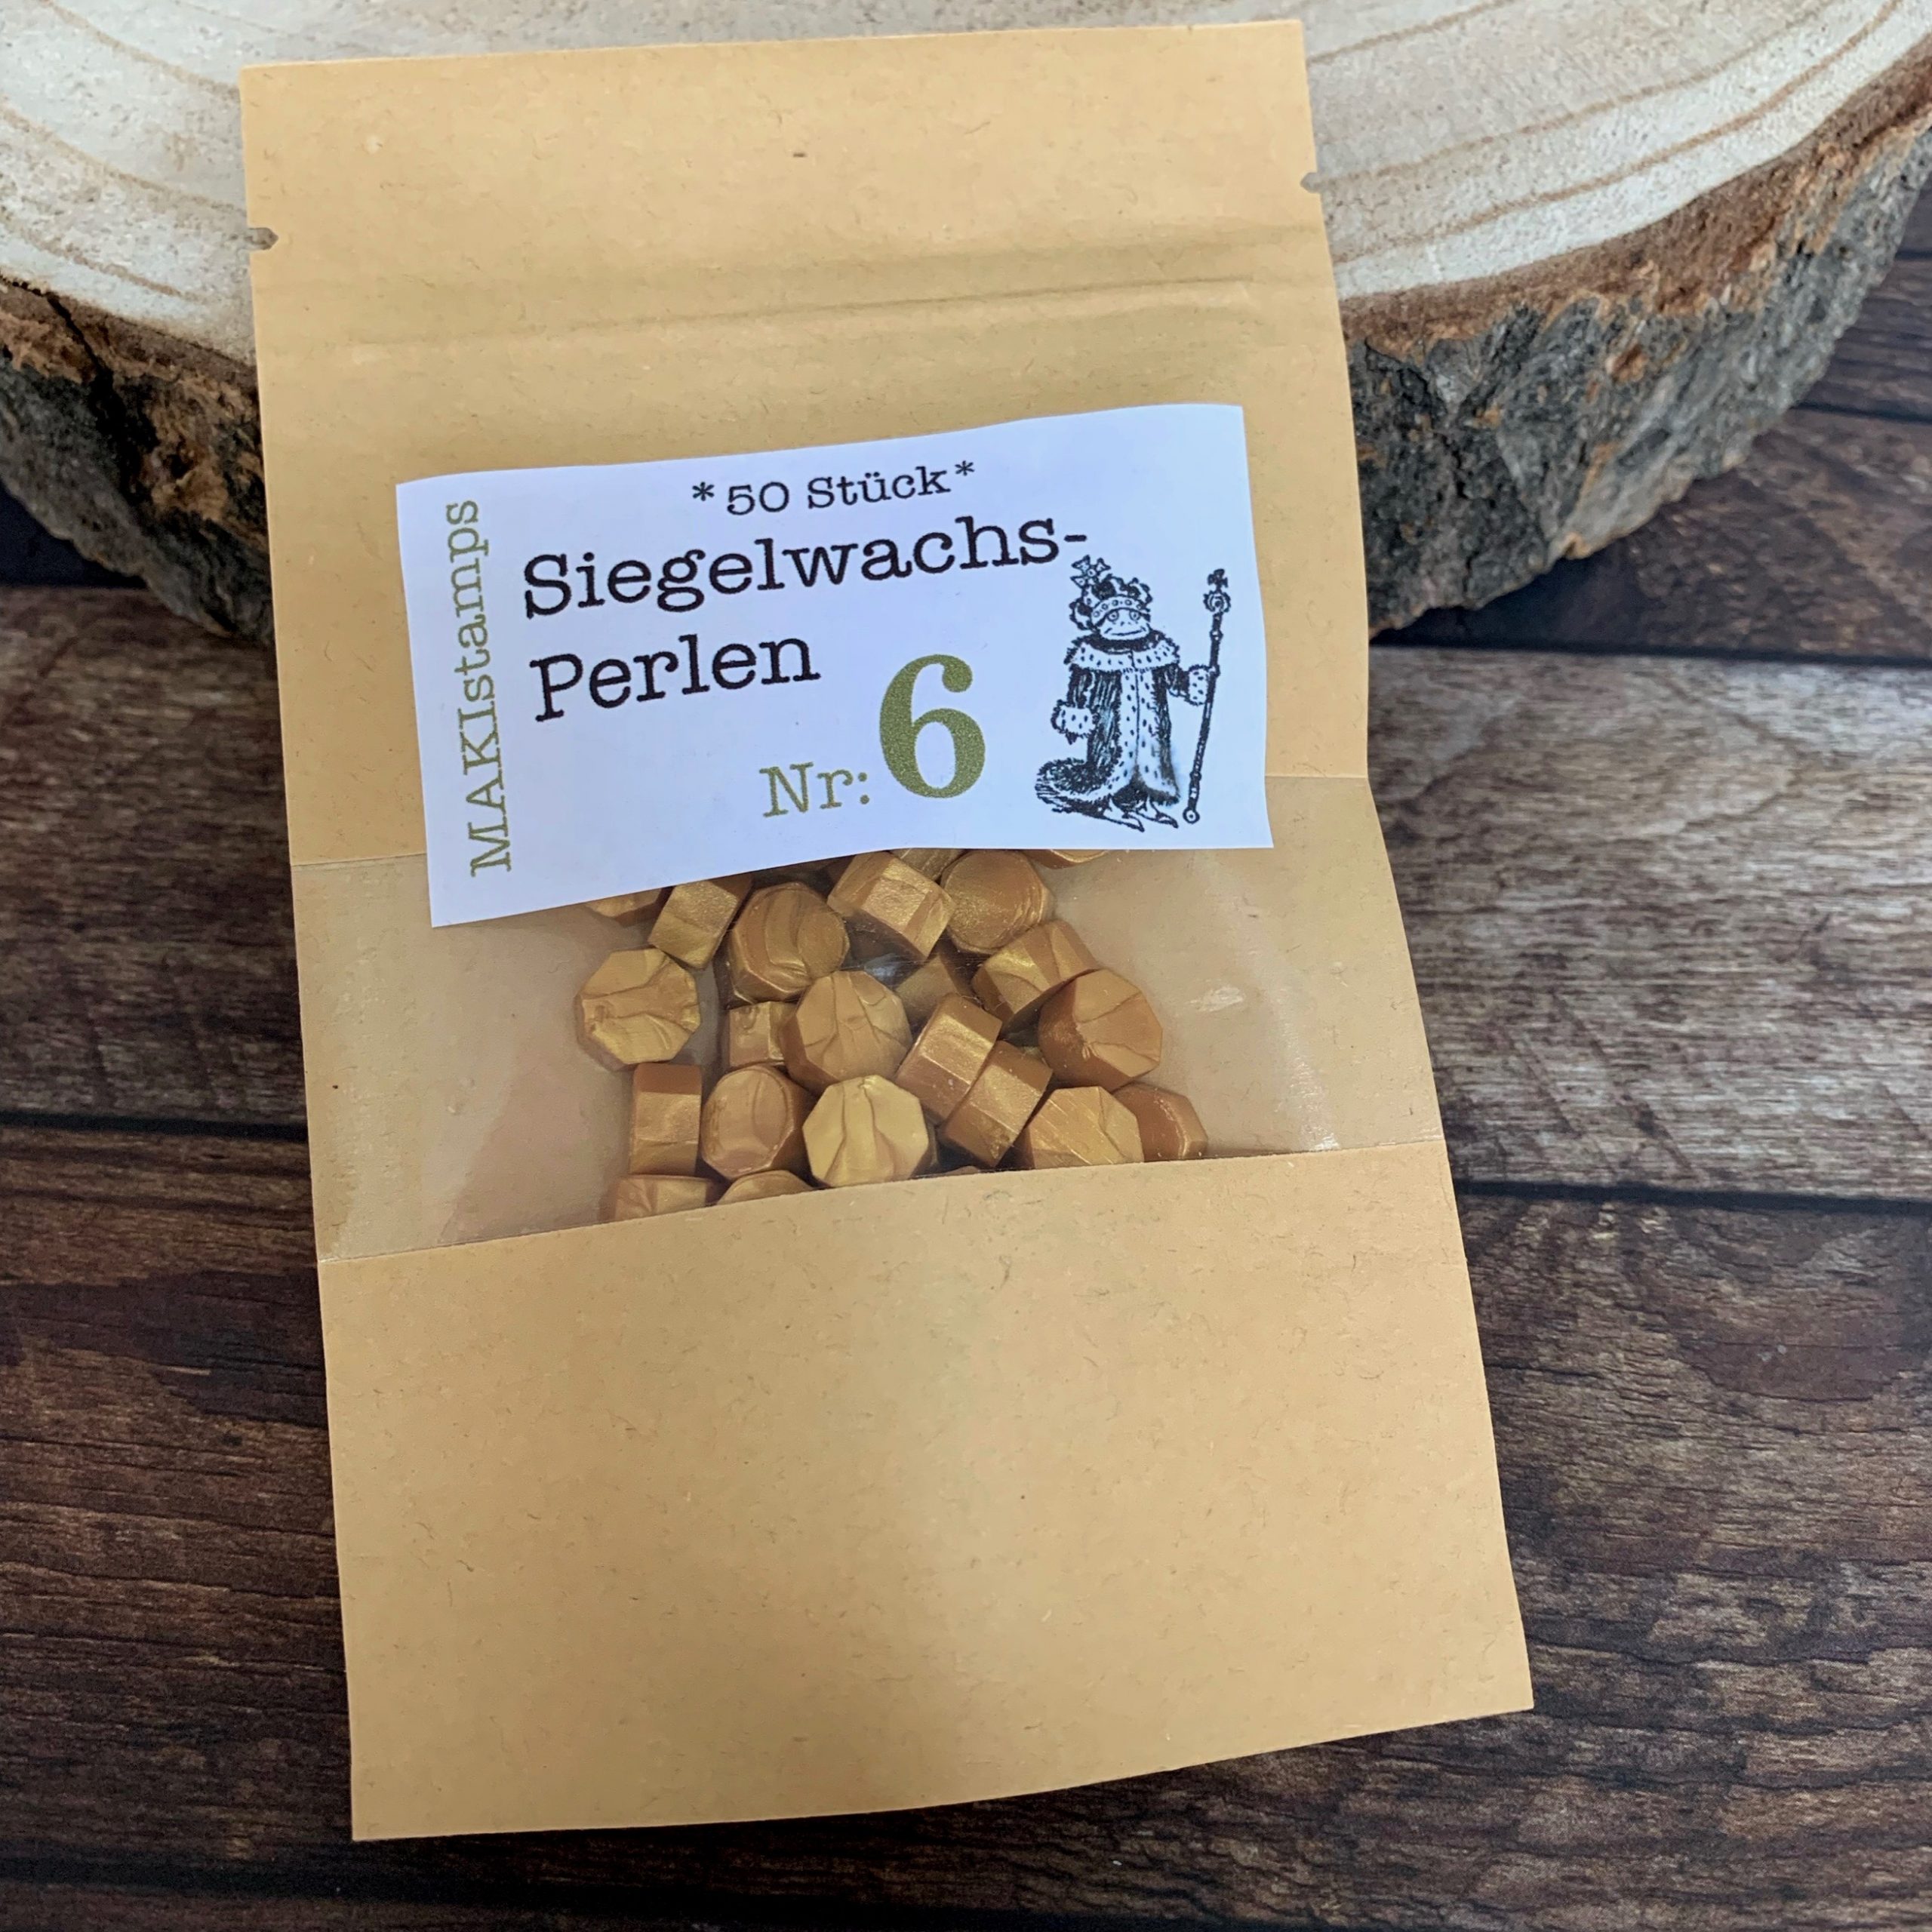 MAKIstamps
*50 Stück*
Siegelwachs-
Perlen
Nr: 6